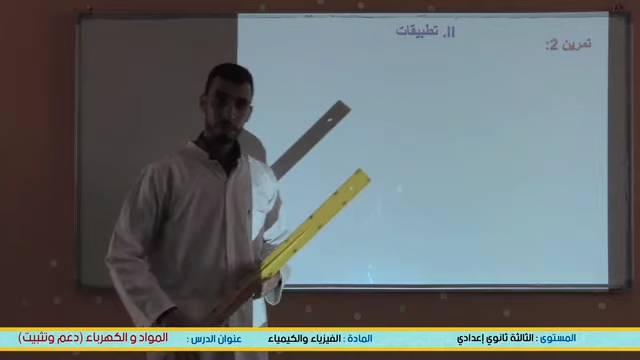 II. تطبيقات
تمرين 2:
المستوى : الثالثة ثانوي إعدادي
المادة : الفيزياء والكيمياء
عنوان الدرس : المواد و الكهرباء (دعم وتثبيت)